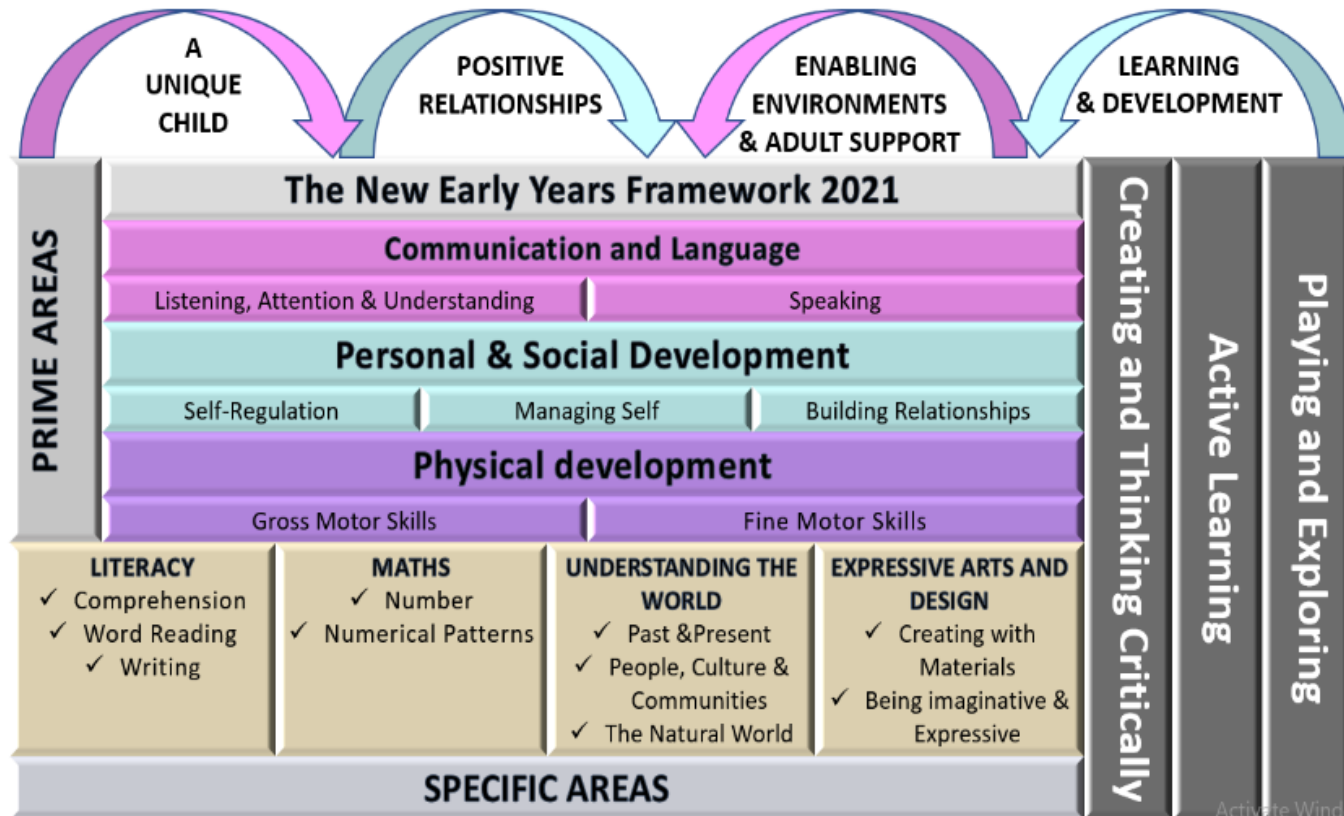 A
UNIQUE
CHILD
POSITIVE
RELATIONSHIPS
ENABLING
ENVIRONMENTS
& ADULT SUPPORT
LEARNING
& DEVELOPMENT
PRIME AREAS
The New Early Years Framework 2021
Communication and Language
Listening, Attention & Understanding
Speaking
Personal & Social Development
Self-Regulation
Managing Self
Building Relationships
Physical development
Gross Motor Skills
Fine Motor Skills
LITERACY
✓ Comprehension
✓ Word Reading
✓ Writing
MATHS
✓ Number
✓ Numerical Patterns
UNDERSTANDING THE
WORLD
✓ Past &Present
✓ People, Culture &
Communities
✓ The Natural World
EXPRESSIVE ARTS AND
DESIGN
✓ Creating with
Materials
✓ Being imaginative &
Expressive
SPECIFIC AREAS
Creating and Thinking Critically
Active Learning
Playing and Exploring
Activate Wind